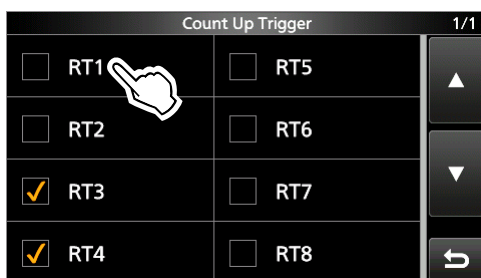 Count Up Trigger 1/1
RT1 RT5
RT2 RT6
RT3 RT7
RT4 RT8